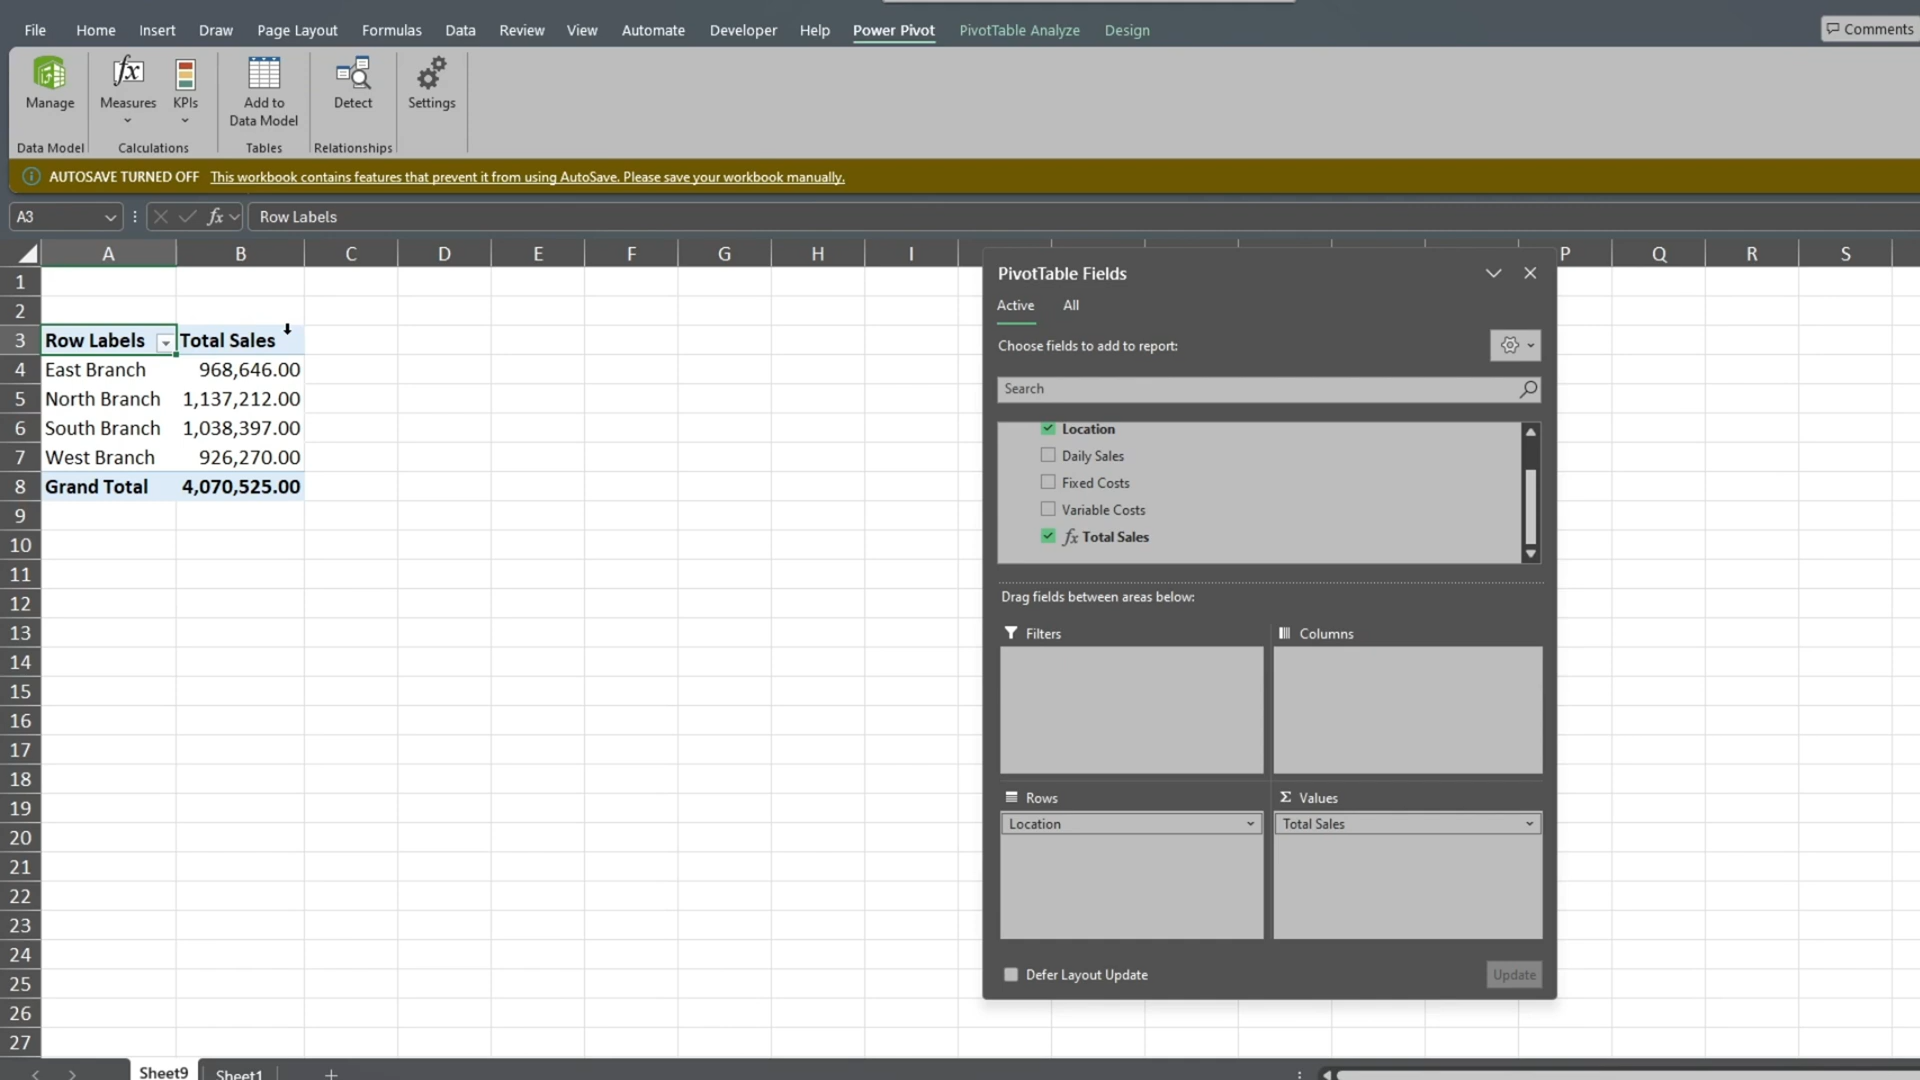 File Home Insert Draw Page Layout Formulas Data Review View Automate Developer Help Power Pivot PivotTable Analyze Design Comments
Manage Measures KPIs Add to Data Model Detect Settings
Data Model Calculations Tables Relationships
AUTOSAVE TURNED OFF This workbook contains features that prevent it from using AutoSave. Please save your workbook manually.
A3 fx Row Labels
A B C D E F G H I P Q R S
1
2
3 Row Labels Total Sales
4 East Branch 968,646.00
5 North Branch 1,137,212.00
6 South Branch 1,038,397.00
7 West Branch 926,270.00
8 Grand Total 4,070,525.00
9
10
11
12
13
14
15
16
17
18
19
20
21
22
23
24
25
26
27
PivotTable Fields
Active All
Choose fields to add to report:
Search
Location
Daily Sales
Fixed Costs
Variable Costs
fx Total Sales
Drag fields between areas below:
Filters Columns
Rows Σ Values
Location Total Sales
Defer Layout Update Update
Sheet9 Sheet1